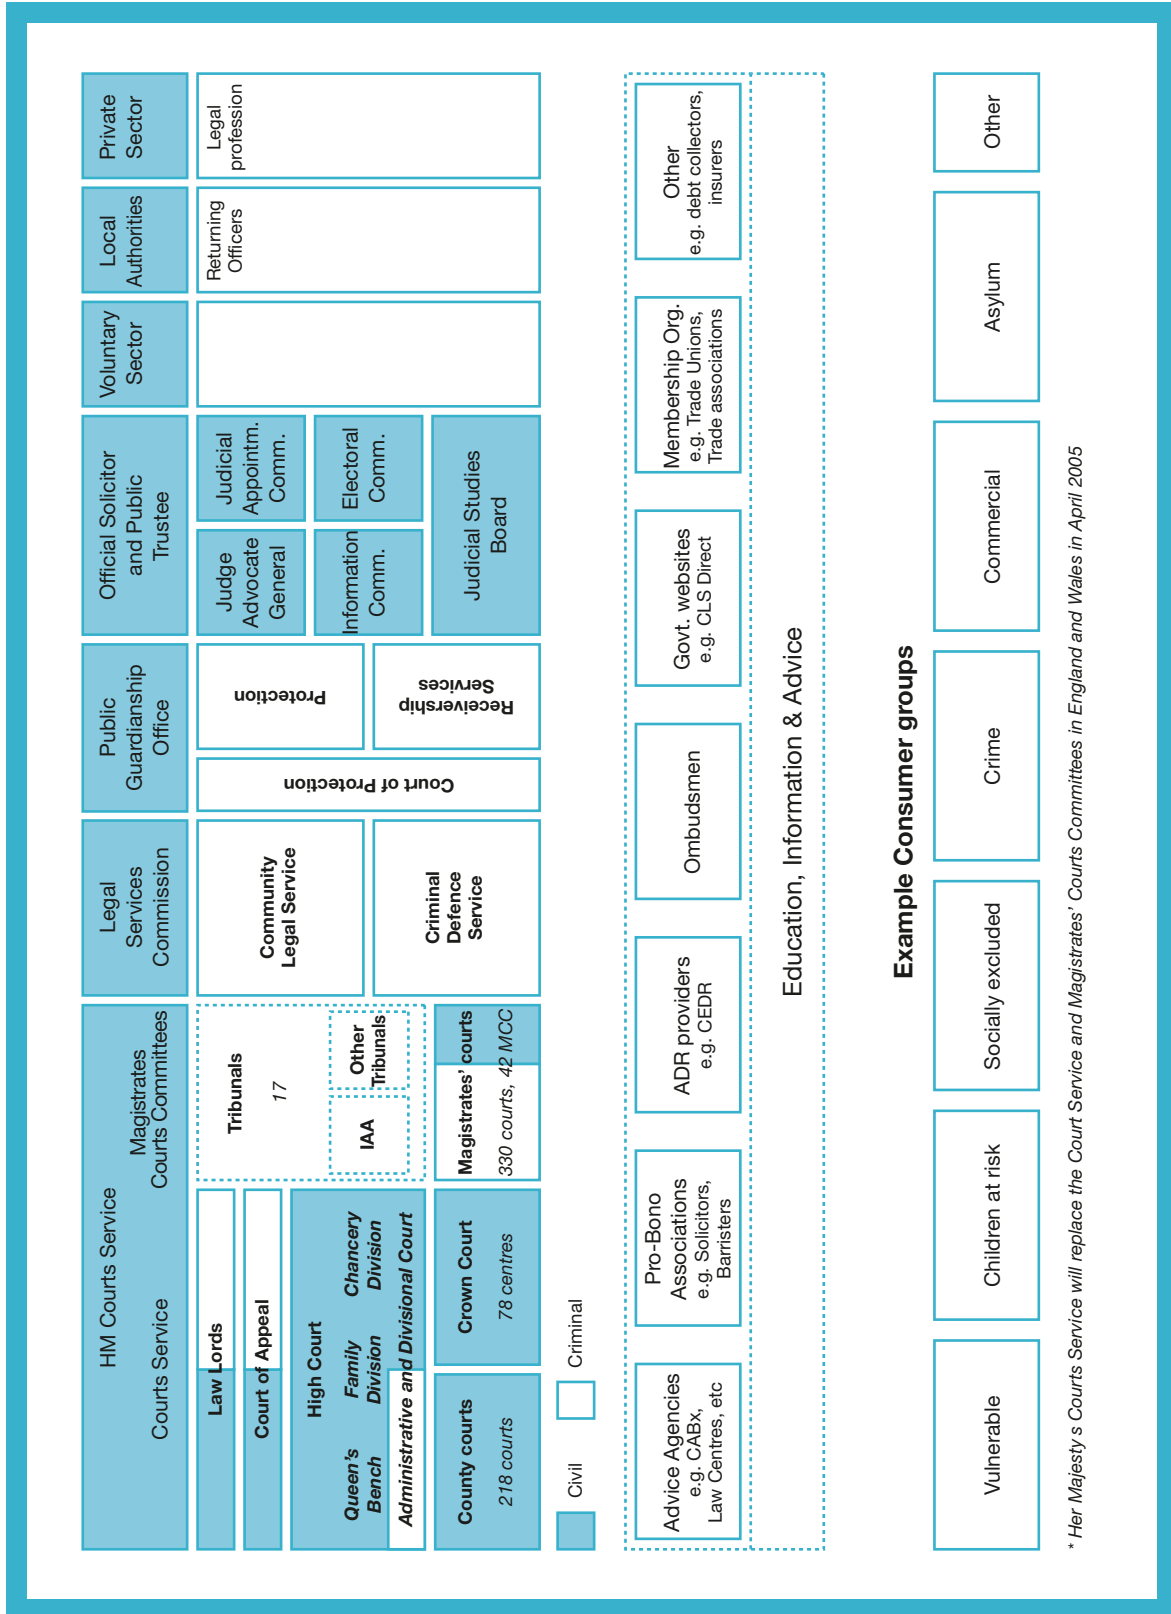 HM Courts Service
Courts Service
Magistrates
Courts Committees
Legal
Services
Commission
Public
Guardianship
Office
Official Solicitor
and Public
Trustee
Voluntary
Sector
Local
Authorities
Private
Sector
Law Lords
Court of Appeal
High Court
Queen's
Bench
Family
Division
Chancery
Division
Administrative and Divisional Court
County courts
218 courts
Crown Court
78 centres
Tribunals
17
IAA
Other
Tribunals
Magistrates' courts
330 courts, 42 MCC
Community
Legal Service
Criminal
Defence
Service
Court of Protection
Protection
Receivership
Services
Judge
Advocate
General
Judicial
Appointm.
Comm.
Information
Comm.
Electoral
Comm.
Judicial Studies
Board
Returning
Officers
Legal
profession
Civil
Criminal
Advice Agencies
e.g. CABx,
Law Centres, etc
Pro-Bono
Associations
e.g. Solicitors,
Barristers
ADR providers
e.g. CEDR
Ombudsmen
Govt. websites
e.g. CLS Direct
Membership Org.
e.g. Trade Unions,
Trade associations
Other
e.g. debt collectors,
insurers
Education, Information & Advice
Example Consumer groups
Vulnerable
Children at risk
Socially excluded
Crime
Commercial
Asylum
Other
* Her Majesty s Courts Service will replace the Court Service and Magistrates' Courts Committees in England and Wales in April 2005